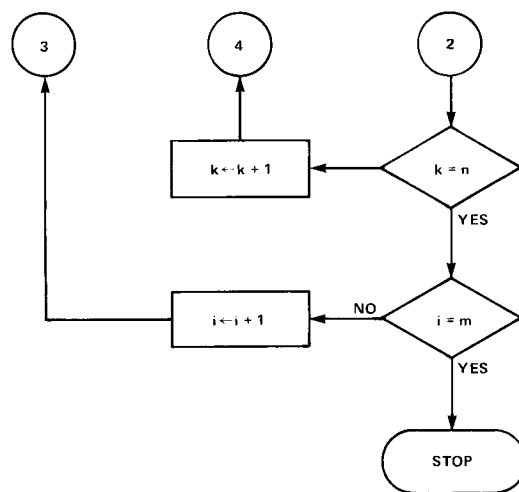 3
4
2
k ← k + 1
k = n
YES
i ← i + 1
NO
i = m
YES
STOP